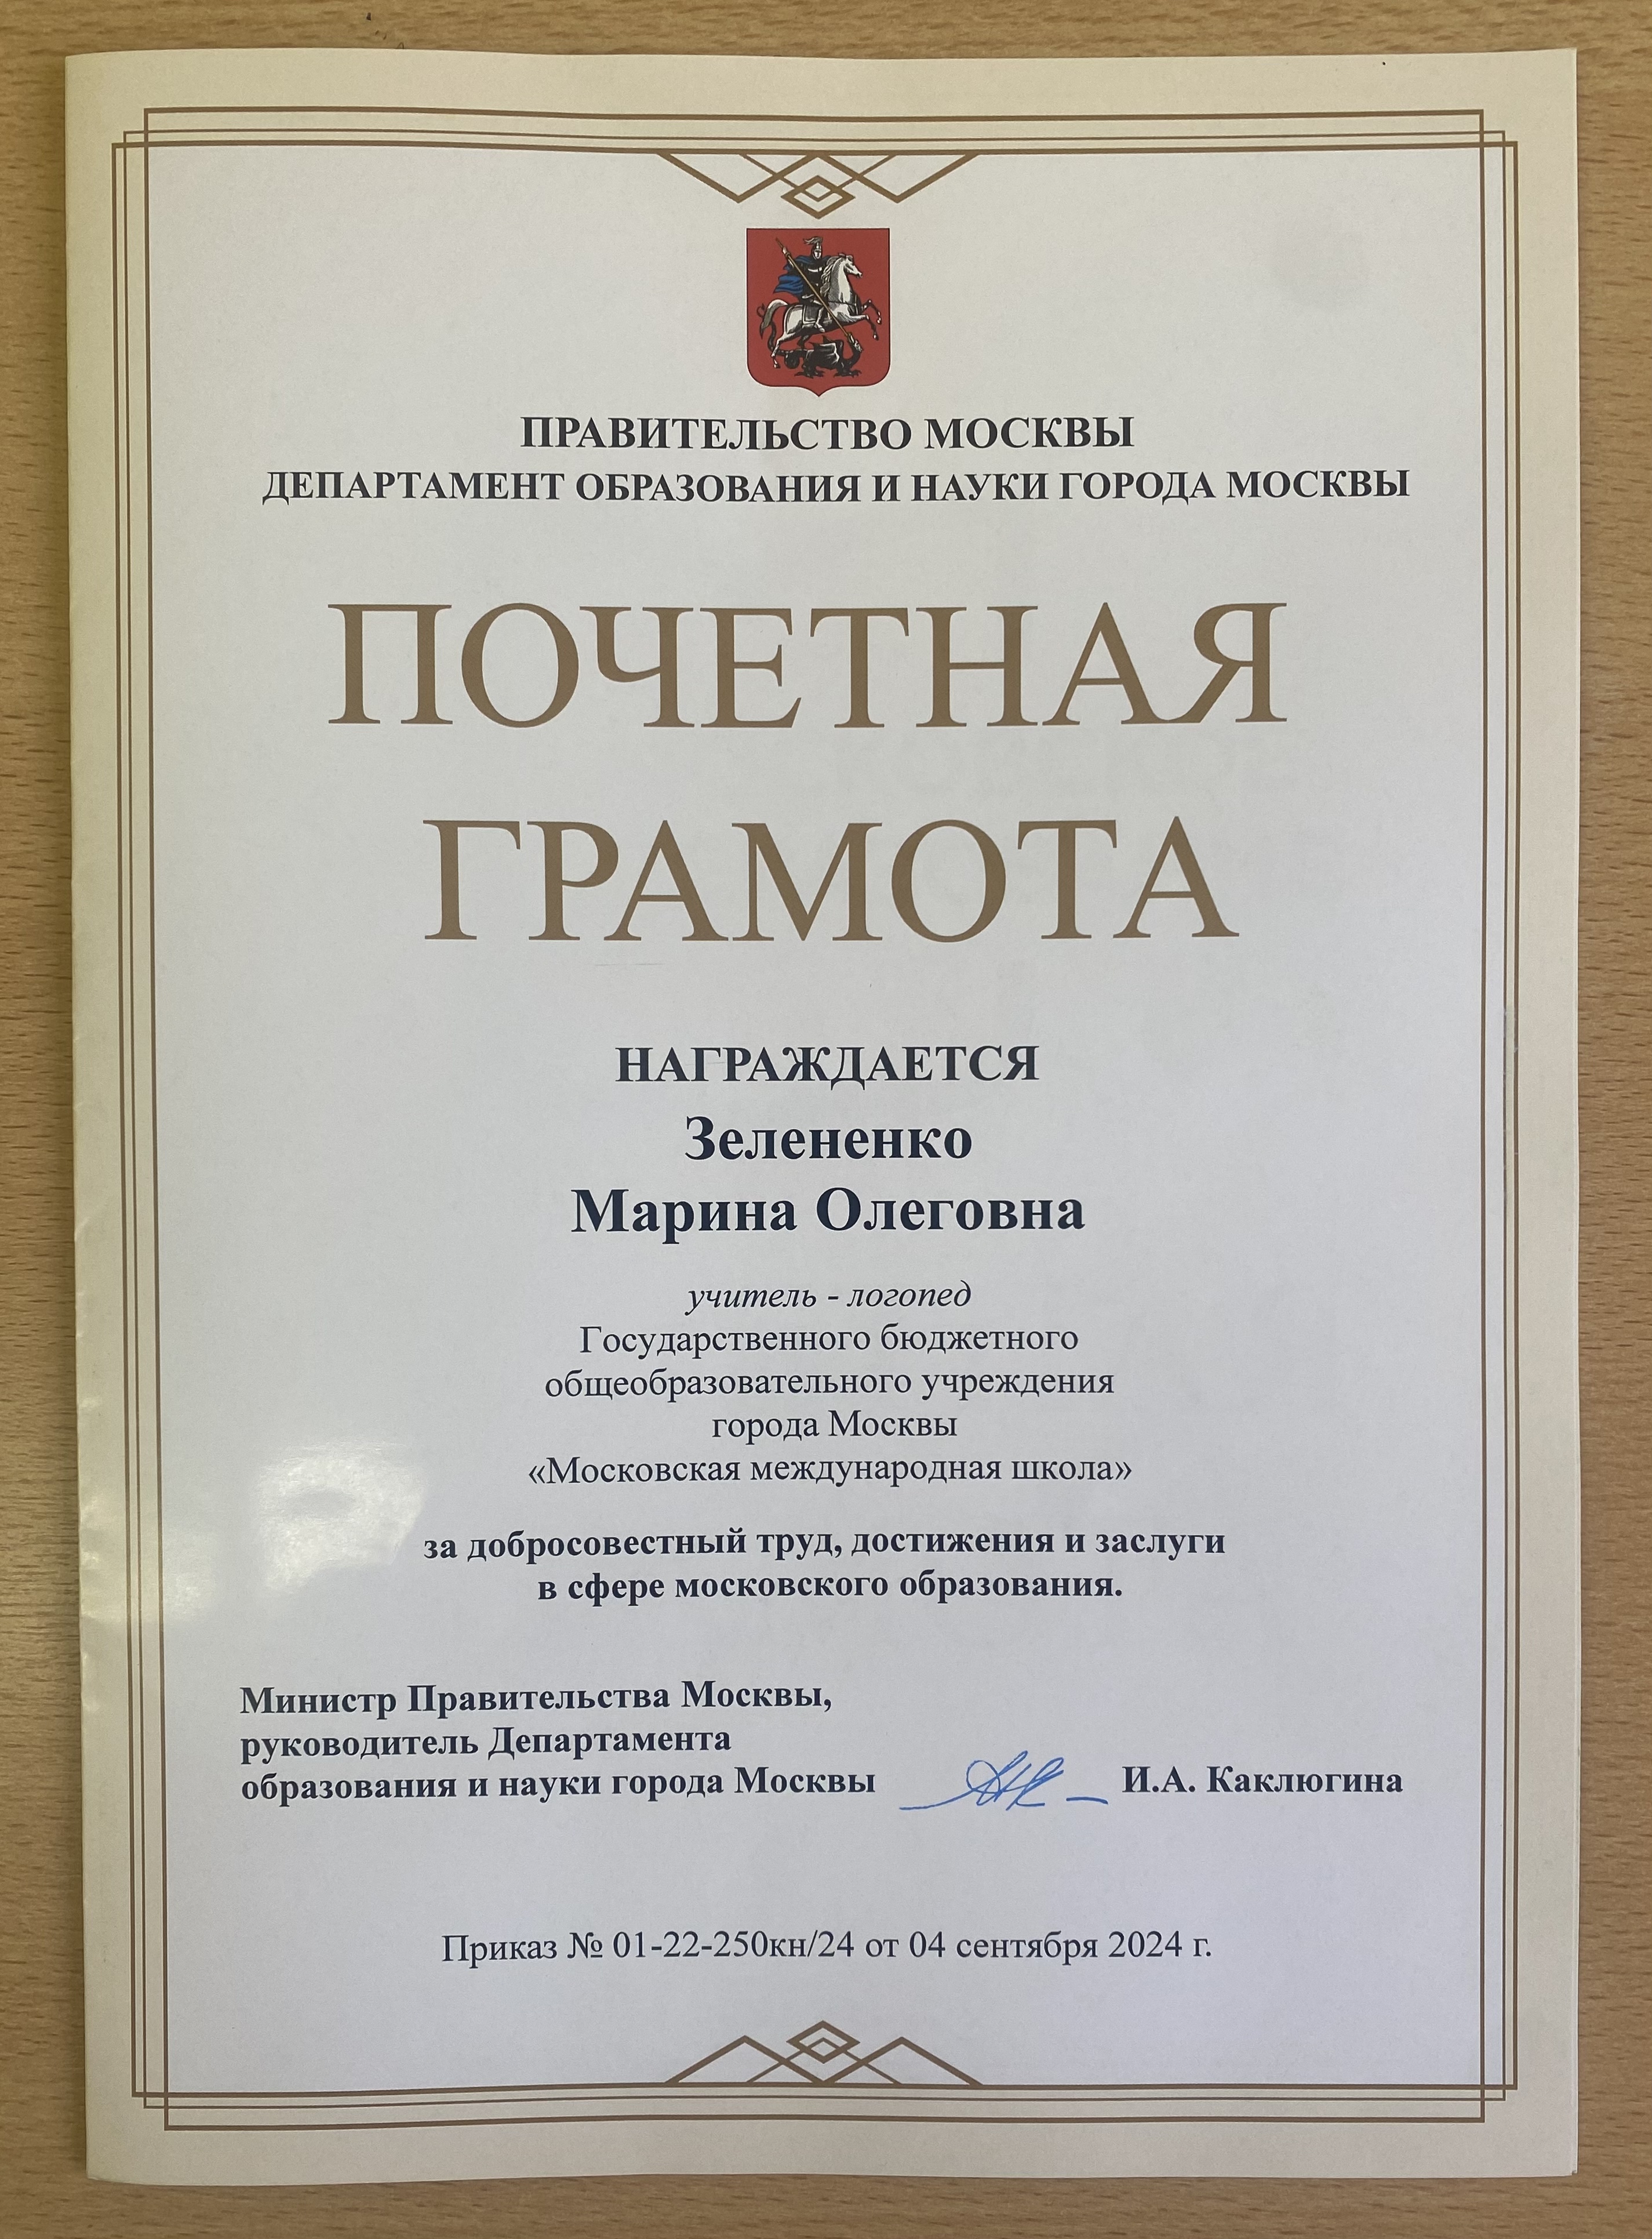 ПРАВИТЕЛЬСТВО МОСКВЫ
ДЕПАРТАМЕНТ ОБРАЗОВАНИЯ И НАУКИ ГОРОДА МОСКВЫ
ПОЧЕТНАЯ
ГРАМОТА
НАГРАЖДАЕТСЯ
Зелененко
Марина Олеговна
учитель - логопед
Государственного бюджетного
общеобразовательного учреждения
города Москвы
«Московская международная школа»
за добросовестный труд, достижения и заслуги
в сфере московского образования.
Министр Правительства Москвы,
руководитель Департамента
образования и науки города Москвы И.А. Каклюгина
Приказ № 01-22-250кн/24 от 04 сентября 2024 г.